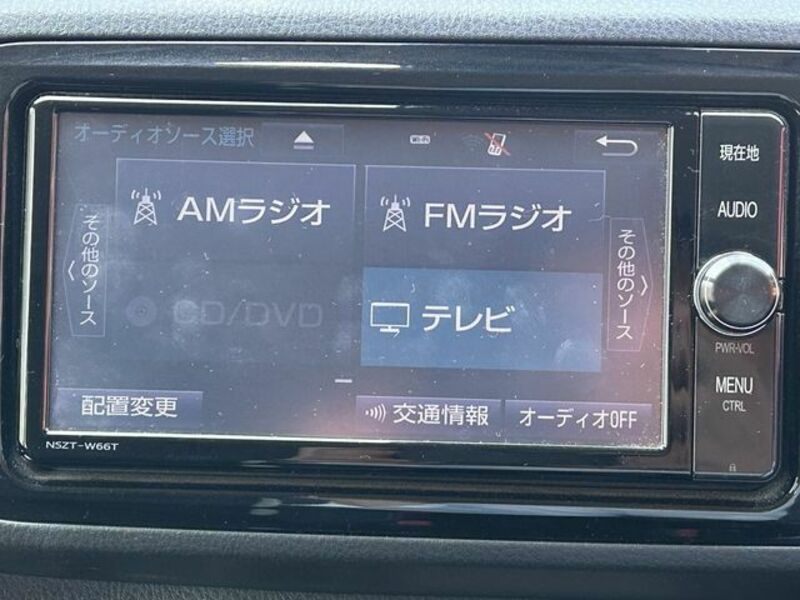 オーディオソース選択
Wi-Fi
現在地
AMラジオ
FMラジオ
AUDIO
その他のソース
その他のソース
CD/DVD
テレビ
PWR-VOL
MENU
CTRL
配置変更
交通情報
オーディオOFF
NSZT-W66T